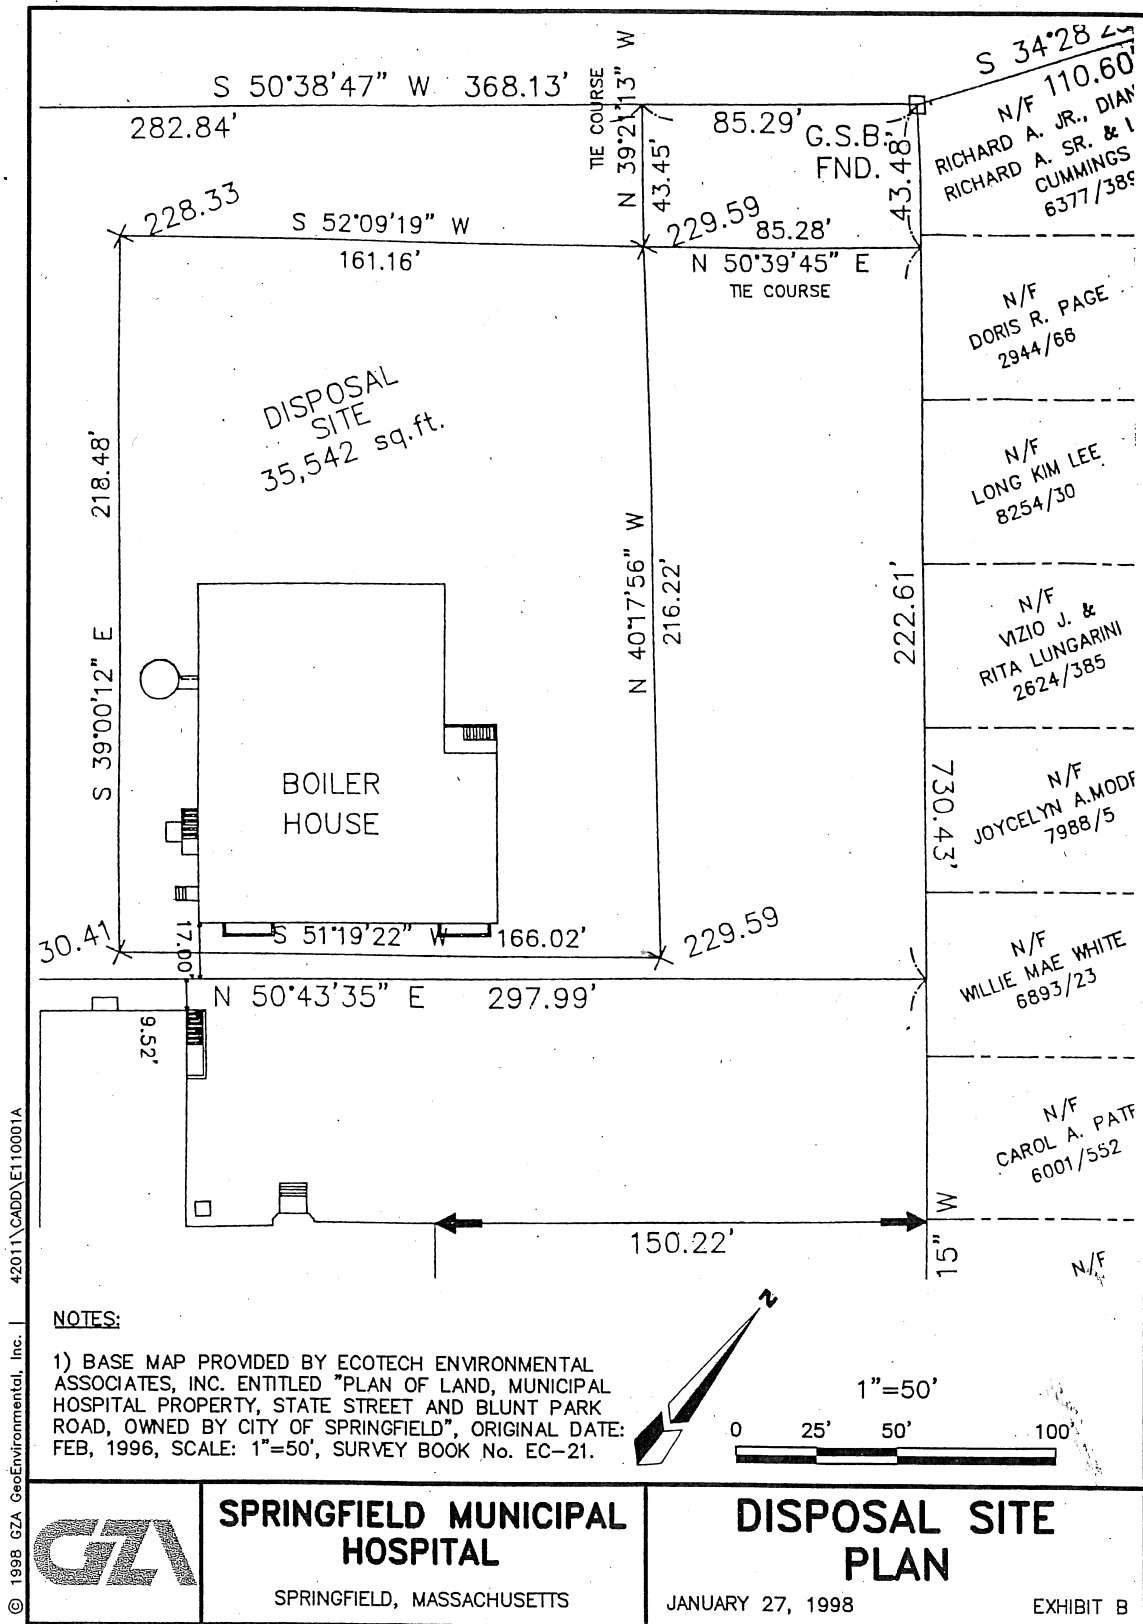 S 50°38'47" W 368.13'
282.84'
TIE COURSE
N 39°21'13" W
43.45'
85.29'
G.S.B.
FND.
43.48'
S 34°28
110.60'
N/F
RICHARD A. JR.,
RICHARD A. SR. &
CUMMINGS
228.33
S 52°09'19" W
161.16'
229.59
85.28'
N 50°39'45" E
TIE COURSE
N/F
DORIS R. PAGE
2944/66
DISPOSAL
SITE
35,542 sq.ft.
218.48'
S 39°00'12" E
N/F
LONG KIM LEE
8254/30
N 40°17'56" W
216.22'
222.61'
N/F
VIZIO J. &
RITA LUNGARINI
2624/385
BOILER
HOUSE
730.43'
N/F
JOYCELYN
7988/5
30.41
17.00'
S 51°19'22" W 166.02'
229.59
N/F
WILLIE MAE WHITE
6893/23
N 50°43'35" E 297.99'
9.52'
N/F
CAROL A.
6001/552
150.22'
15" W
N/F
NOTES:
1) BASE MAP PROVIDED BY ECOTECH ENVIRONMENTAL
ASSOCIATES, INC. ENTITLED "PLAN OF LAND, MUNICIPAL
HOSPITAL PROPERTY, STATE STREET AND BLUNT PARK
ROAD, OWNED BY CITY OF SPRINGFIELD", ORIGINAL DATE:
FEB, 1996, SCALE: 1"=50', SURVEY BOOK No. EC-21.
N
1"=50'
0 25' 50' 100'
© 1998 GZA GeoEnvironmental, Inc. | 42011\CADD\E110001A
GZA
SPRINGFIELD MUNICIPAL
HOSPITAL
SPRINGFIELD, MASSACHUSETTS
DISPOSAL SITE
PLAN
JANUARY 27, 1998
EXHIBIT B